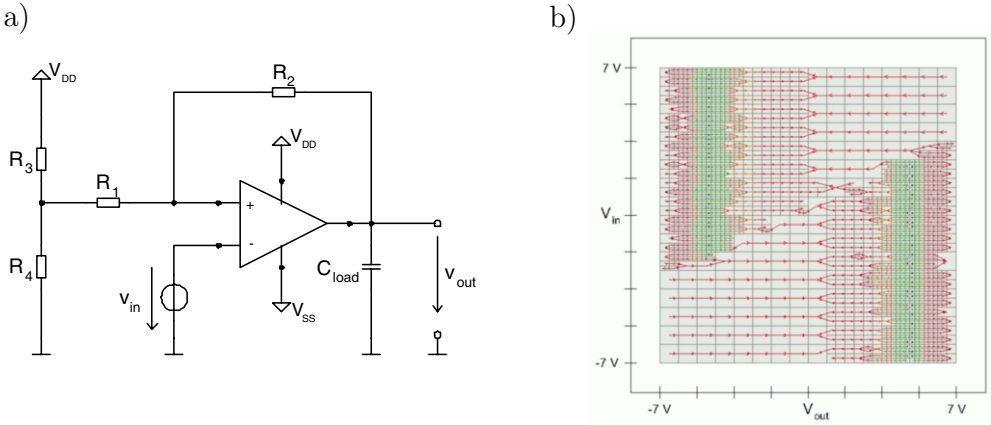 a)
V_DD
R_2
V_DD
R_3
R_1
+
-
R_4
C_load
v_in
v_out
V_SS
b)
7 V
V_in
-7 V
-7 V
V_out
7 V